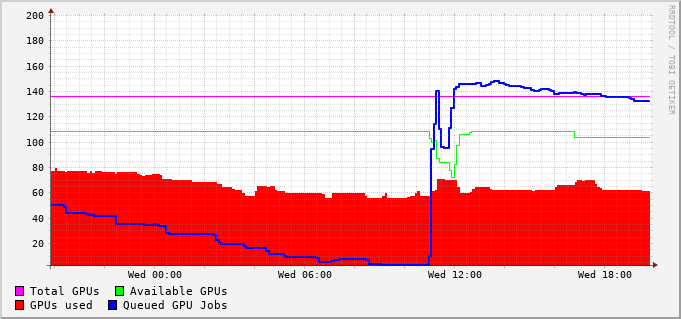 200
180
160
140
120
100
80
60
40
20
Wed 00:00 Wed 06:00 Wed 12:00 Wed 18:00
Total GPUs Available GPUs
GPUs used Queued GPU Jobs
RRDTOOL / TOBI OETIKER